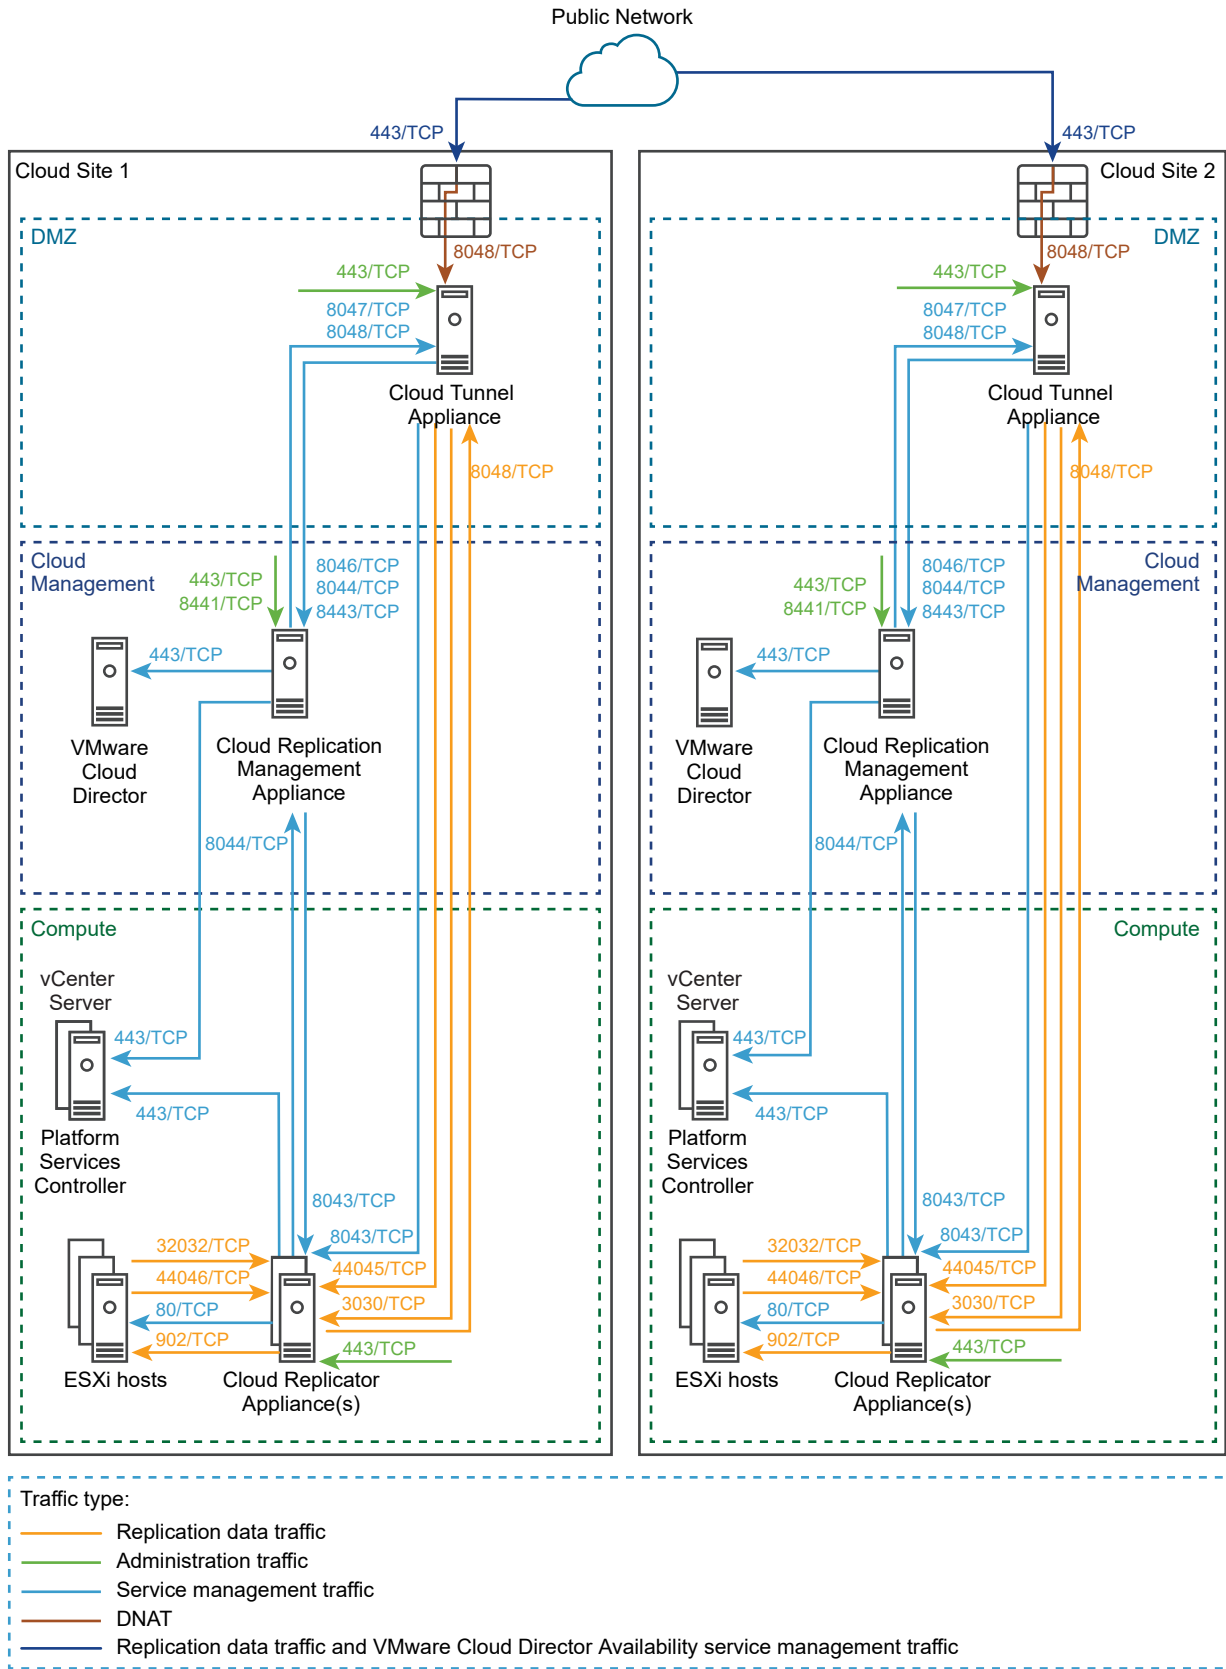 Public Network
443/TCP
443/TCP
Cloud Site 1
DMZ
8048/TCP
443/TCP
8047/TCP
8048/TCP
Cloud Tunnel
Appliance
8048/TCP
Cloud
Management
443/TCP
8441/TCP
8046/TCP
8044/TCP
8443/TCP
443/TCP
VMware
Cloud
Director
Cloud Replication
Management
Appliance
8044/TCP
Compute
vCenter
Server
443/TCP
443/TCP
Platform
Services
Controller
8043/TCP
8043/TCP
32032/TCP
44045/TCP
44046/TCP
3030/TCP
80/TCP
902/TCP
443/TCP
ESXi hosts
Cloud Replicator
Appliance(s)
Cloud Site 2
DMZ
8048/TCP
443/TCP
8047/TCP
8048/TCP
Cloud Tunnel
Appliance
8048/TCP
Cloud
Management
443/TCP
8441/TCP
8046/TCP
8044/TCP
8443/TCP
443/TCP
VMware
Cloud
Director
Cloud Replication
Management
Appliance
8044/TCP
Compute
vCenter
Server
443/TCP
443/TCP
Platform
Services
Controller
8043/TCP
8043/TCP
32032/TCP
44045/TCP
44046/TCP
3030/TCP
80/TCP
902/TCP
443/TCP
ESXi hosts
Cloud Replicator
Appliance(s)
Traffic type:
Replication data traffic
Administration traffic
Service management traffic
DNAT
Replication data traffic and VMware Cloud Director Availability service management traffic